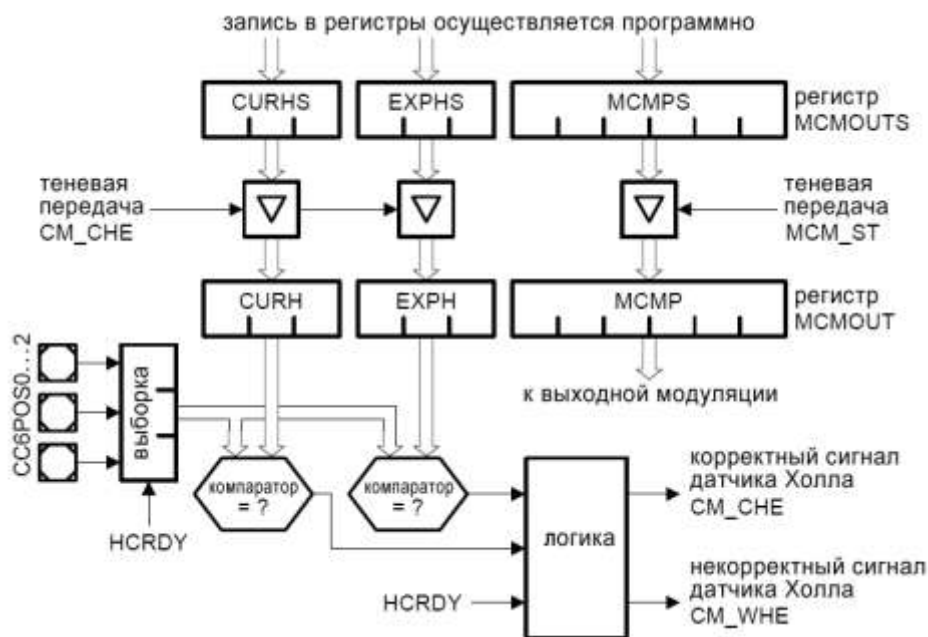 запись в регистры осуществляется программно
CURHS
EXPHS
MCMPS
регистр
MCMOUTS
теневая
передача
CM_CHE
теневая
передача
MCM_ST
CURH
EXPH
MCMP
регистр
MCMOUT
CC6POS0...2
выборка
к выходной модуляции
компаратор
= ?
компаратор
= ?
логика
корректный сигнал
датчика Холла
CM_CHE
HCRDY
HCRDY
некорректный сигнал
датчика Холла
CM_WHE